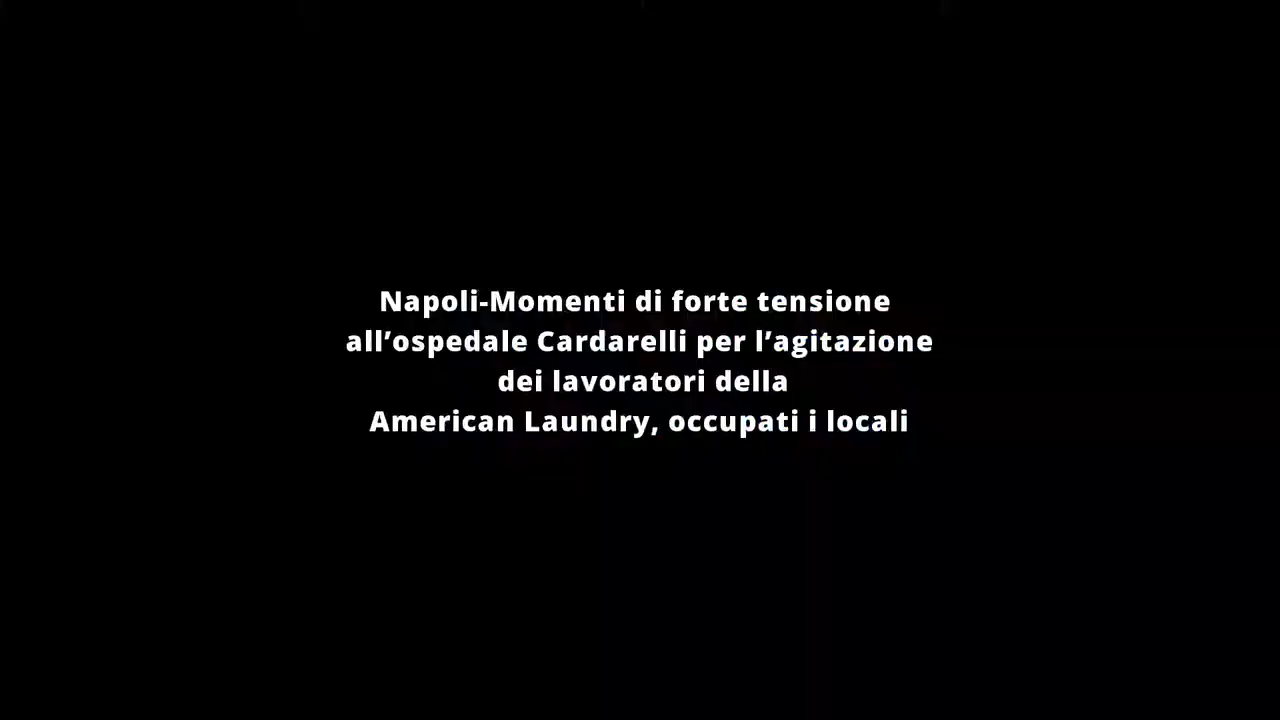 Napoli-Momenti di forte tensione
all’ospedale Cardarelli per l’agitazione
dei lavoratori della
American Laundry, occupati i locali